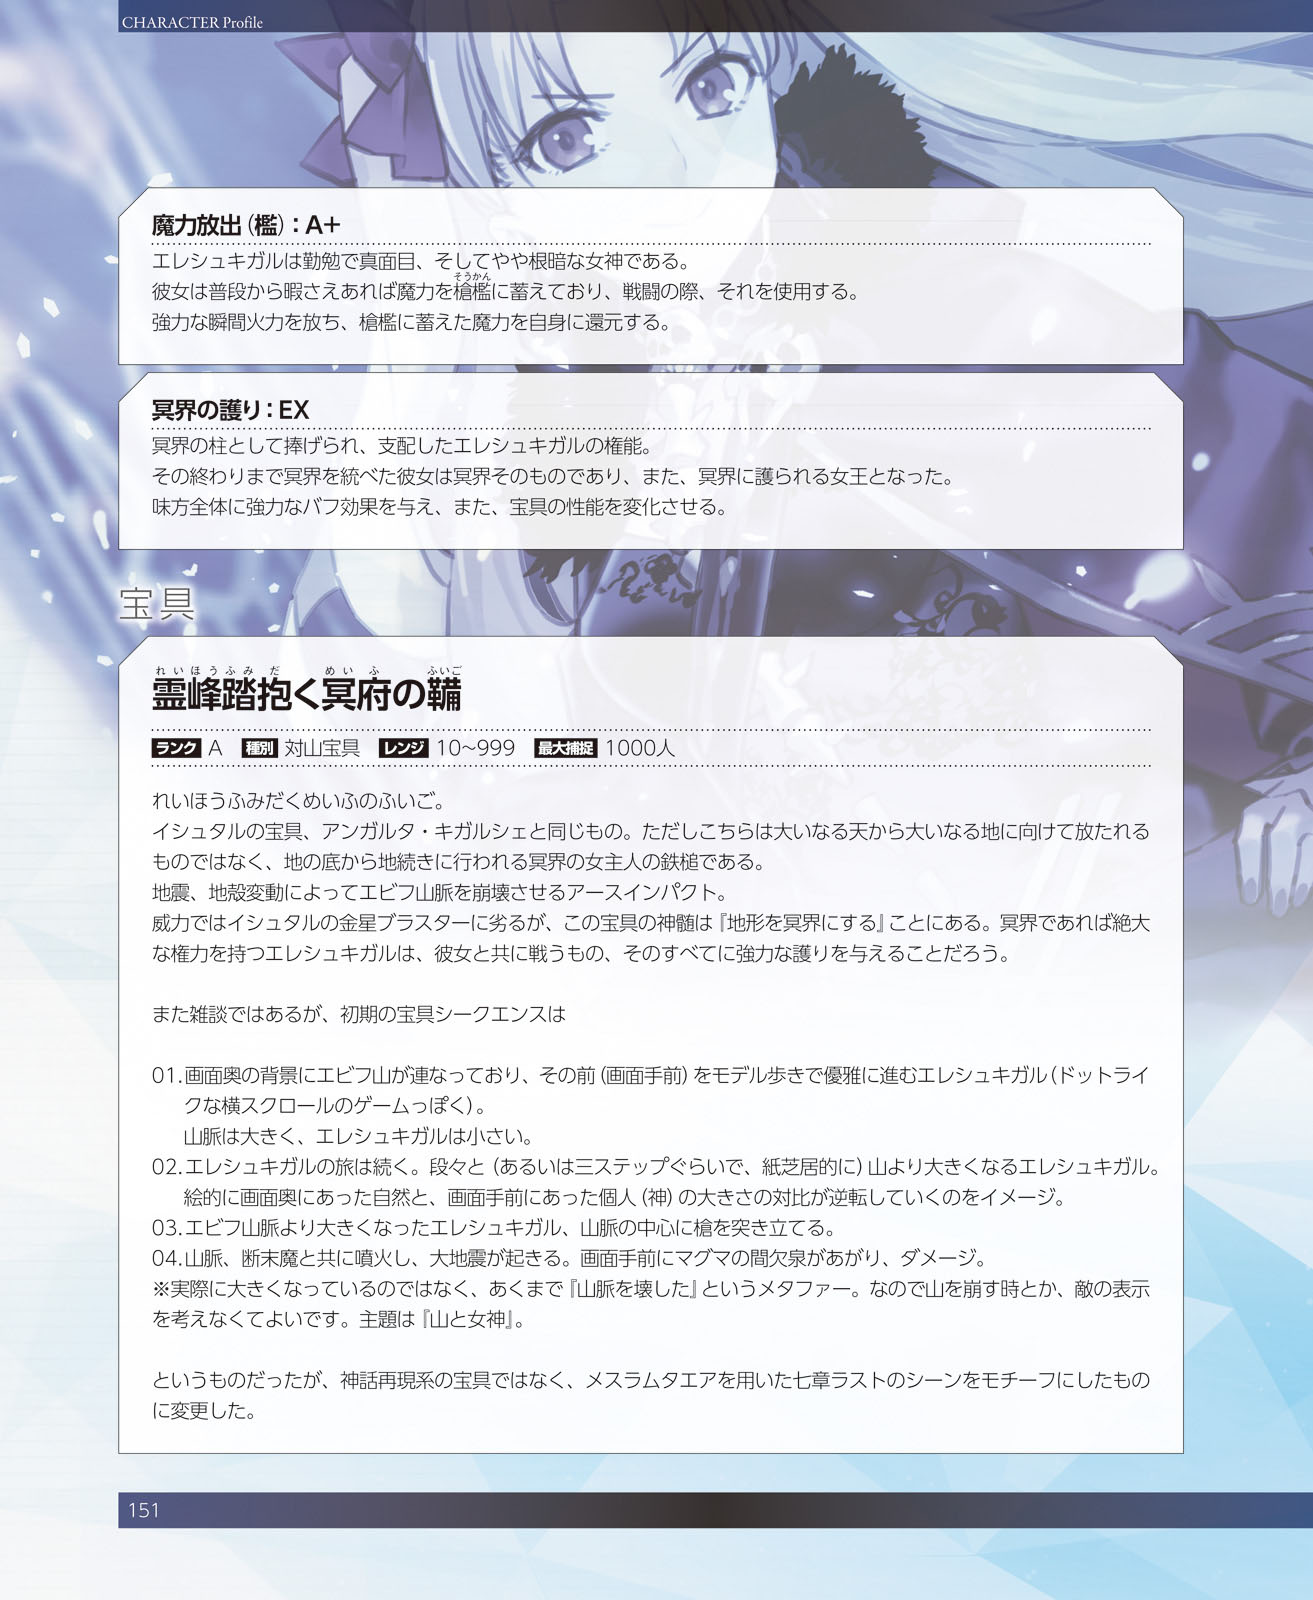 CHARACTER Profile
魔力放出(檻):A+
エレシュキガルは勤勉で真面目、そしてやや根暗な女神である。
そうかん
彼女は普段から暇さえあれば魔力を槍檻に蓄えており、戦闘の際、それを使用する。
強力な瞬間火力を放ち、槍檻に蓄えた魔力を自身に還元する。
冥界の護り:EX
冥界の柱として捧げられ、支配したエレシュキガルの権能。
その終わりまで冥界を統べた彼女は冥界そのものであり、また、冥界に護られる女王となった。
味方全体に強力なバフ効果を与え、また、宝具の性能を変化させる。
宝具
れいほうふみだ めいふ ふいご
霊峰踏抱く冥府の鞴
ランク A 種別 対山宝具 レンジ 10~999 最大捕捉 1000人
れいほうふみだくめいふのふいご。
イシュタルの宝具、アンガルタ・キガルシェと同じもの。ただしこちらは大いなる天から大いなる地に向けて放たれる
ものではなく、地の底から地続きに行われる冥界の女主人の鉄槌である。
地震、地殻変動によってエビフ山脈を崩壊させるアースインパクト。
威力ではイシュタルの金星ブラスターに劣るが、この宝具の神髄は『地形を冥界にする』ことにある。冥界であれば絶大
な権力を持つエレシュキガルは、彼女と共に戦うもの、そのすべてに強力な護りを与えることだろう。
また雑談ではあるが、初期の宝具シークエンスは
01.画面奥の背景にエビフ山が連なっており、その前(画面手前)をモデル歩きで優雅に進むエレシュキガル(ドットライ
クな横スクロールのゲームっぽく)。
山脈は大きく、エレシュキガルは小さい。
02.エレシュキガルの旅は続く。段々と(あるいは三ステップぐらいで、紙芝居的に)山より大きくなるエレシュキガル。
絵的に画面奥にあった自然と、画面手前にあった個人(神)の大きさの対比が逆転していくのをイメージ。
03.エビフ山脈より大きくなったエレシュキガル、山脈の中心に槍を突き立てる。
04.山脈、断末魔と共に噴火し、大地震が起きる。画面手前にマグマの間欠泉があがり、ダメージ。
※実際に大きくなっているのではなく、あくまで『山脈を壊した』というメタファー。なので山を崩す時とか、敵の表示
を考えなくてよいです。主題は『山と女神』。
というものだったが、神話再現系の宝具ではなく、メスラムタエアを用いた七章ラストのシーンをモチーフにしたもの
に変更した。
151